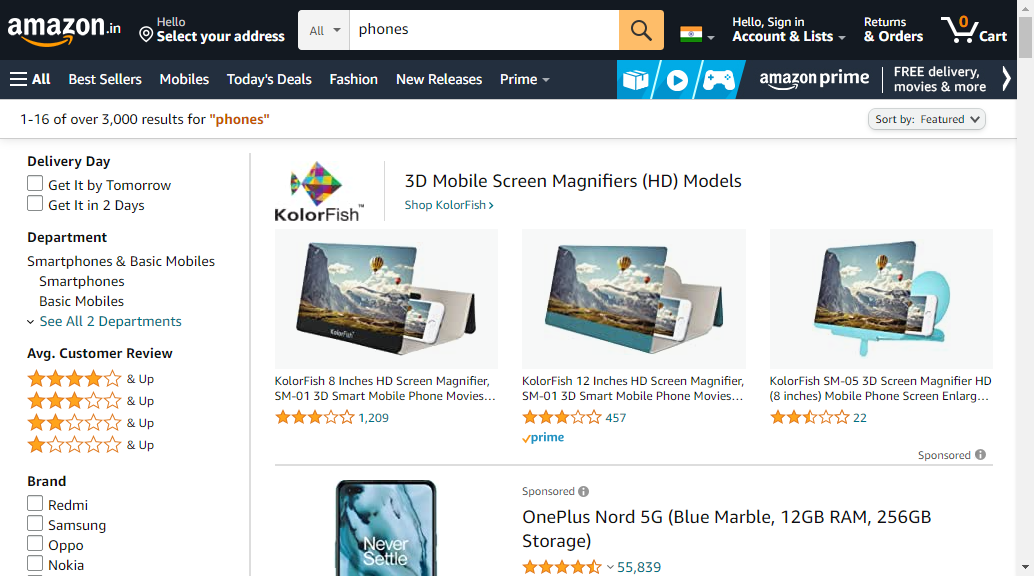 amazon.in
Hello
Select your address
All
phones
Hello, Sign in
Account & Lists
Returns
& Orders
0
Cart
All
Best Sellers
Mobiles
Today's Deals
Fashion
New Releases
Prime
amazon prime
FREE delivery,
movies & more
1-16 of over 3,000 results for "phones"
Sort by: Featured
Delivery Day
Get It by Tomorrow
Get It in 2 Days
Department
Smartphones & Basic Mobiles
Smartphones
Basic Mobiles
See All 2 Departments
Avg. Customer Review
& Up
& Up
& Up
& Up
Brand
Redmi
Samsung
Oppo
Nokia
KolorFish™
3D Mobile Screen Magnifiers (HD) Models
Shop KolorFish
KolorFish
KolorFish 8 Inches HD Screen Magnifier,
SM-01 3D Smart Mobile Phone Movies...
1,209
KolorFish 12 Inches HD Screen Magnifier,
SM-01 3D Smart Mobile Phone Movies...
457
prime
KolorFish SM-05 3D Screen Magnifier HD
(8 inches) Mobile Phone Screen Enlarg...
22
Sponsored
Never
Settle
Sponsored
OnePlus Nord 5G (Blue Marble, 12GB RAM, 256GB
Storage)
55,839